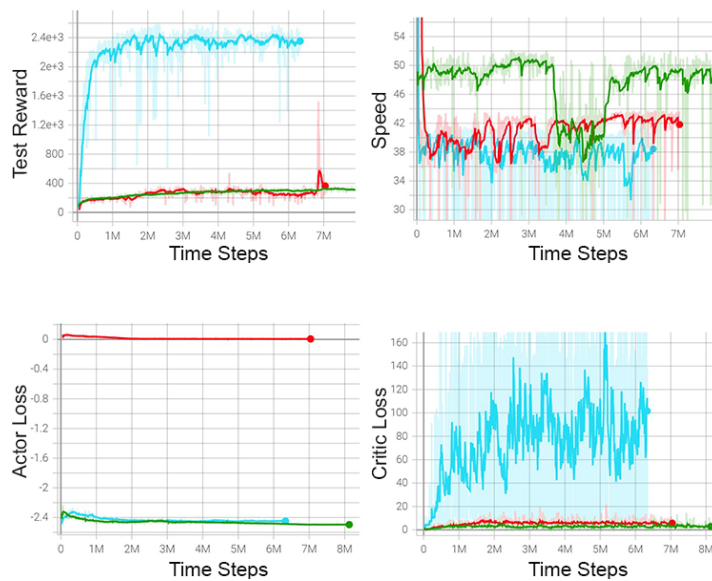 Test Reward
2.4e+3
2e+3
1.6e+3
1.2e+3
800
400
0
0 1M 2M 3M 4M 5M 6M 7M
Time Steps
Speed
54
50
46
42
38
34
30
0 1M 2M 3M 4M 5M 6M 7M
Time Steps
Actor Loss
0
-0.4
-0.8
-1.2
-1.6
-2
-2.4
0 1M 2M 3M 4M 5M 6M 7M 8M
Time Steps
Critic Loss
160
140
120
100
80
60
40
20
0
0 1M 2M 3M 4M 5M 6M 7M 8M
Time Steps